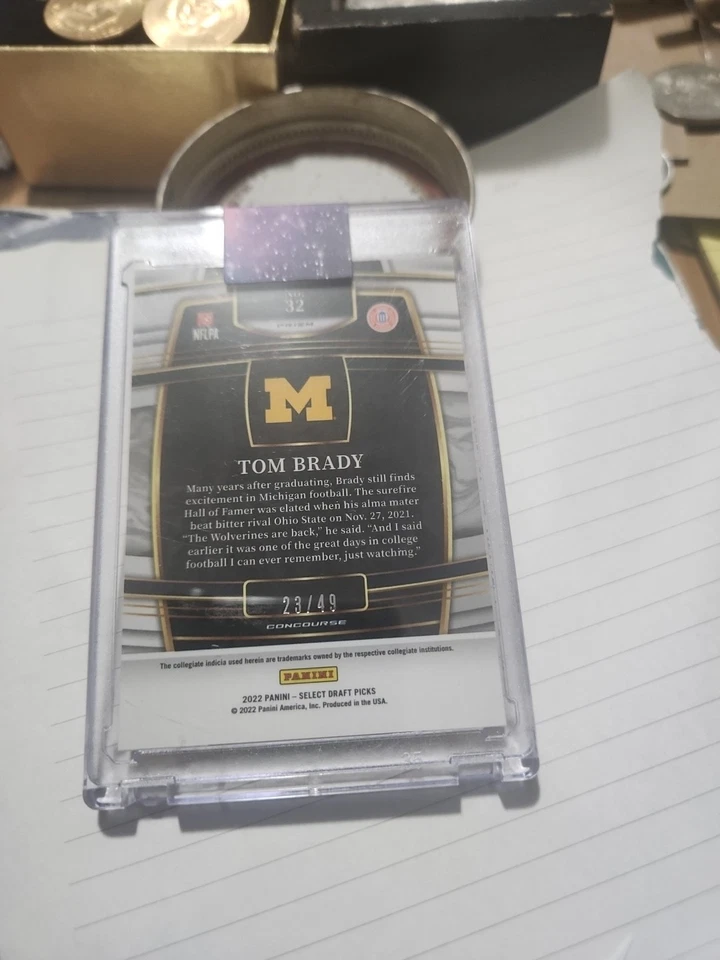 NO.
32
PRIZM
NFLPA
M
TOM BRADY
Many years after graduating, Brady still finds
excitement in Michigan football. The surefire
Hall of Famer was elated when his alma mater
beat bitter rival Ohio State on Nov. 27, 2021.
“The Wolverines are back,” he said. “And I said
earlier it was one of the great days in college
football I can ever remember, just watching.”
23/49
CONCOURSE
The collegiate indicia used herein are trademarks owned by the respective collegiate institutions.
PANINI
2022 PANINI – SELECT DRAFT PICKS
© 2022 Panini America, Inc. Produced in the USA.